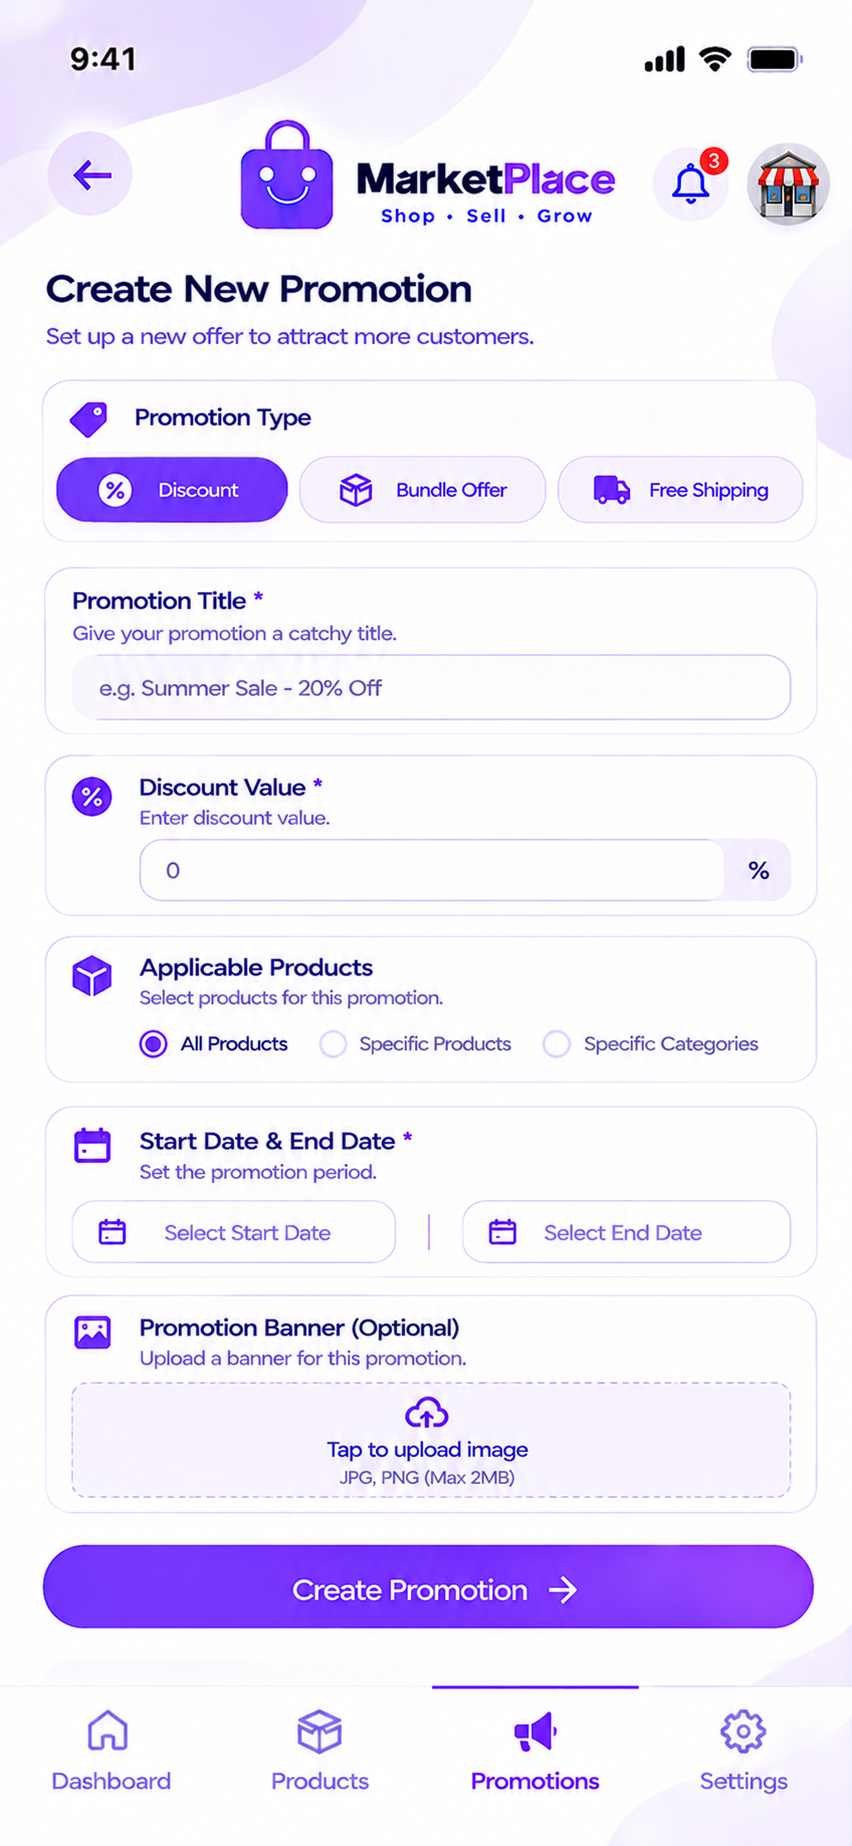 9:41
MarketPlace
3
Shop • Sell • Grow
Create New Promotion
Set up a new offer to attract more customers.
Promotion Type
% Discount
Bundle Offer
Free Shipping
Promotion Title *
Give your promotion a catchy title.
e.g. Summer Sale - 20% Off
% Discount Value *
Enter discount value.
0 %
Applicable Products
Select products for this promotion.
All Products Specific Products Specific Categories
Start Date & End Date *
Set the promotion period.
Select Start Date | Select End Date
Promotion Banner (Optional)
Upload a banner for this promotion.
Tap to upload image
JPG, PNG (Max 2MB)
Create Promotion →
Dashboard Products Promotions Settings